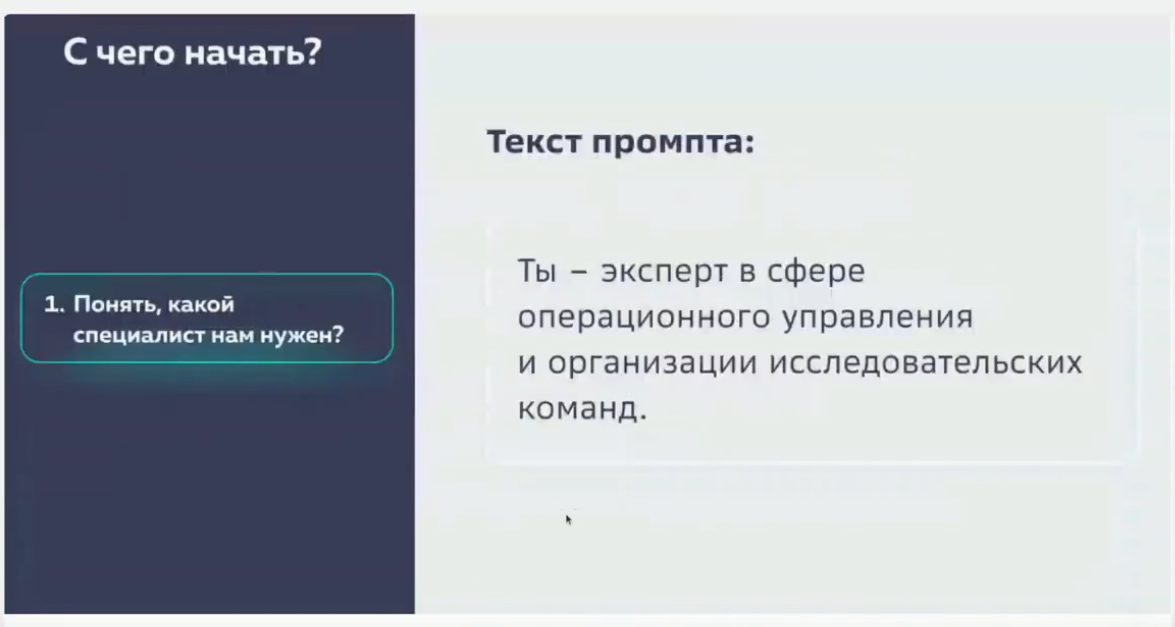 С чего начать?
1. Понять, какой
специалист нам нужен?
Текст промпта:
Ты – эксперт в сфере
операционного управления
и организации исследовательских
команд.